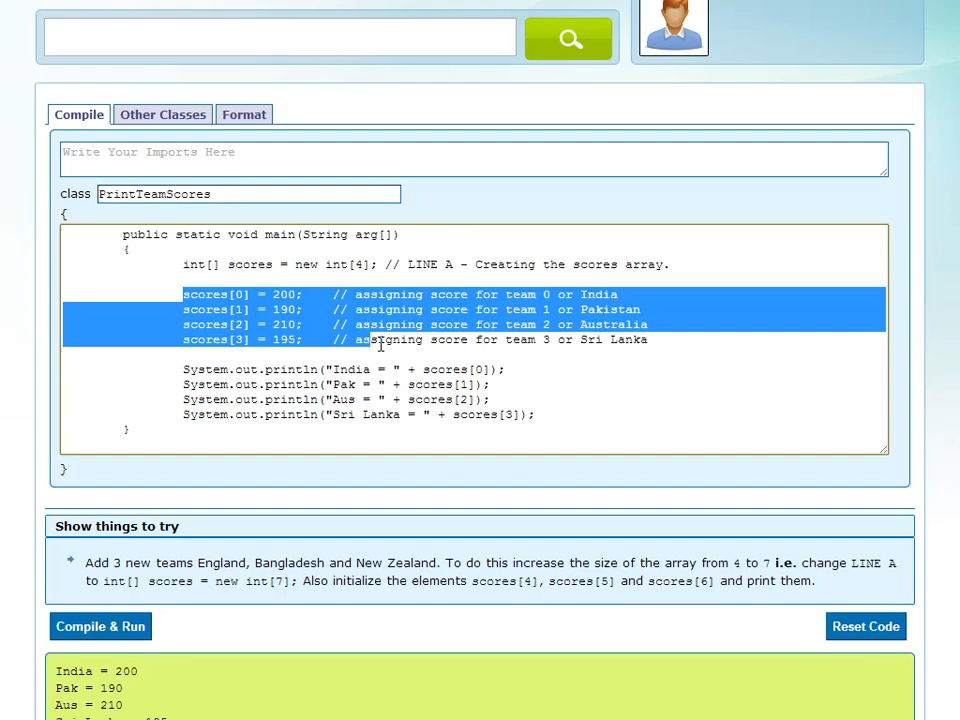 Compile Other Classes Format
Write Your Imports Here
class PrintTeamScores
{
public static void main(String arg[])
{
int[] scores = new int[4]; // LINE A - Creating the scores array.
scores[0] = 200; // assigning score for team 0 or India
scores[1] = 190; // assigning score for team 1 or Pakistan
scores[2] = 210; // assigning score for team 2 or Australia
scores[3] = 195; // assigning score for team 3 or Sri Lanka
System.out.println("India = " + scores[0]);
System.out.println("Pak = " + scores[1]);
System.out.println("Aus = " + scores[2]);
System.out.println("Sri Lanka = " + scores[3]);
}
}
Show things to try
Add 3 new teams England, Bangladesh and New Zealand. To do this increase the size of the array from 4 to 7 i.e. change LINE A
to int[] scores = new int[7]; Also initialize the elements scores[4], scores[5] and scores[6] and print them.
Compile & Run Reset Code
India = 200
Pak = 190
Aus = 210
Sri Lanka = 195